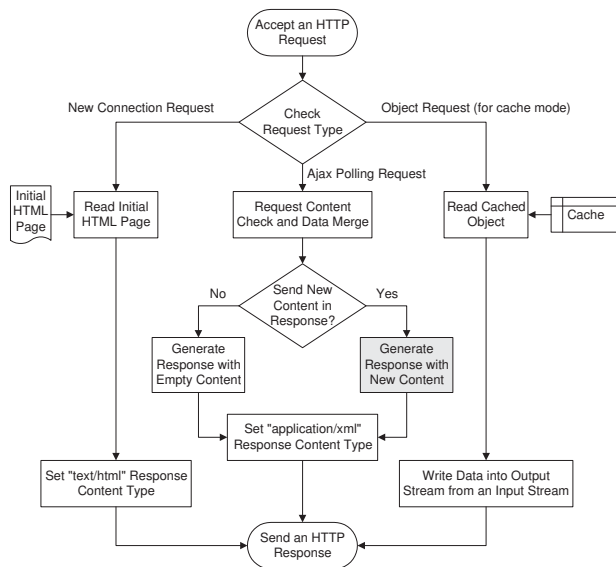 Accept an HTTP
Request
New Connection Request
Check
Request Type
Object Request (for cache mode)
Ajax Polling Request
Initial
HTML
Page
Read Initial
HTML Page
Request Content
Check and Data Merge
Read Cached
Object
Cache
No
Send New
Content in
Response?
Yes
Generate
Response with
Empty Content
Generate
Response with
New Content
Set "application/xml"
Response Content Type
Set "text/html" Response
Content Type
Write Data into Output
Stream from an Input Stream
Send an HTTP
Response